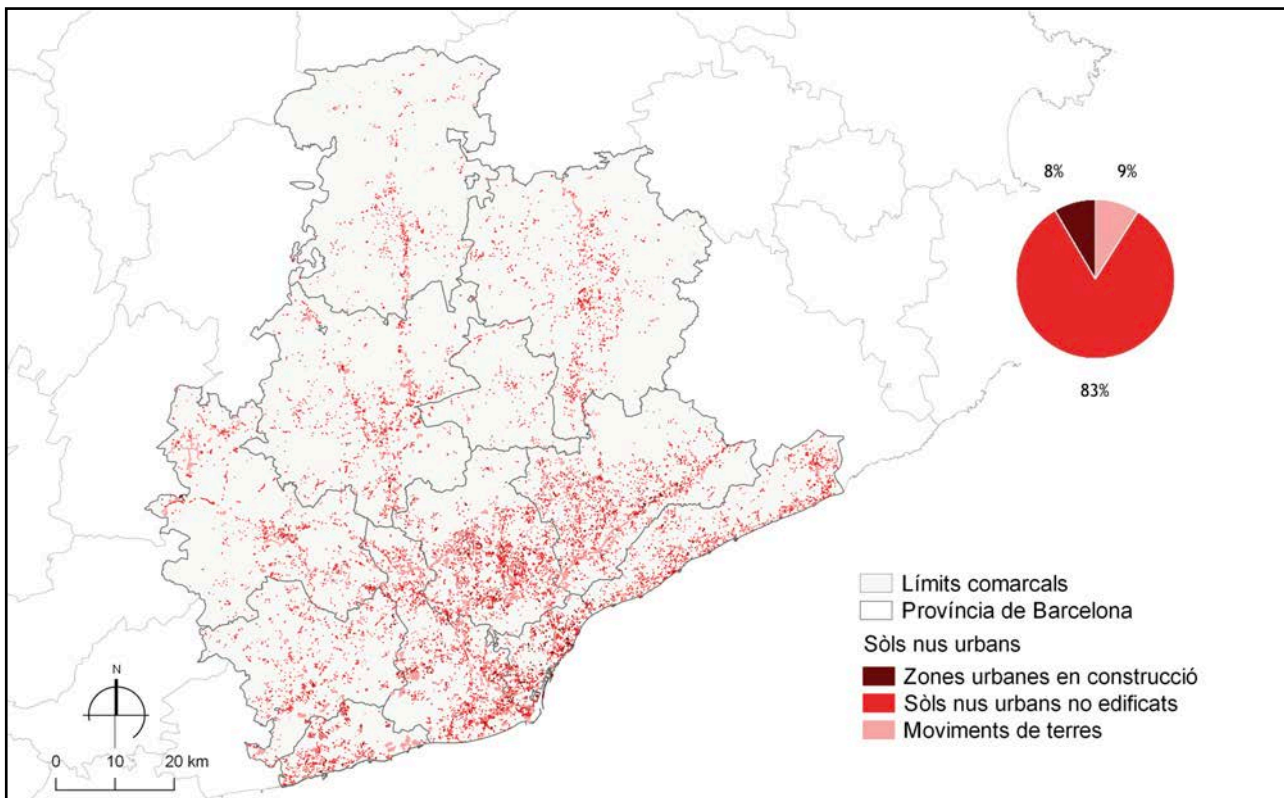 8%
9%
83%
Límits comarcals
Província de Barcelona
Sòls nus urbans
Zones urbanes en construcció
Sòls nus urbans no edificats
Moviments de terres
N
0 10 20 km